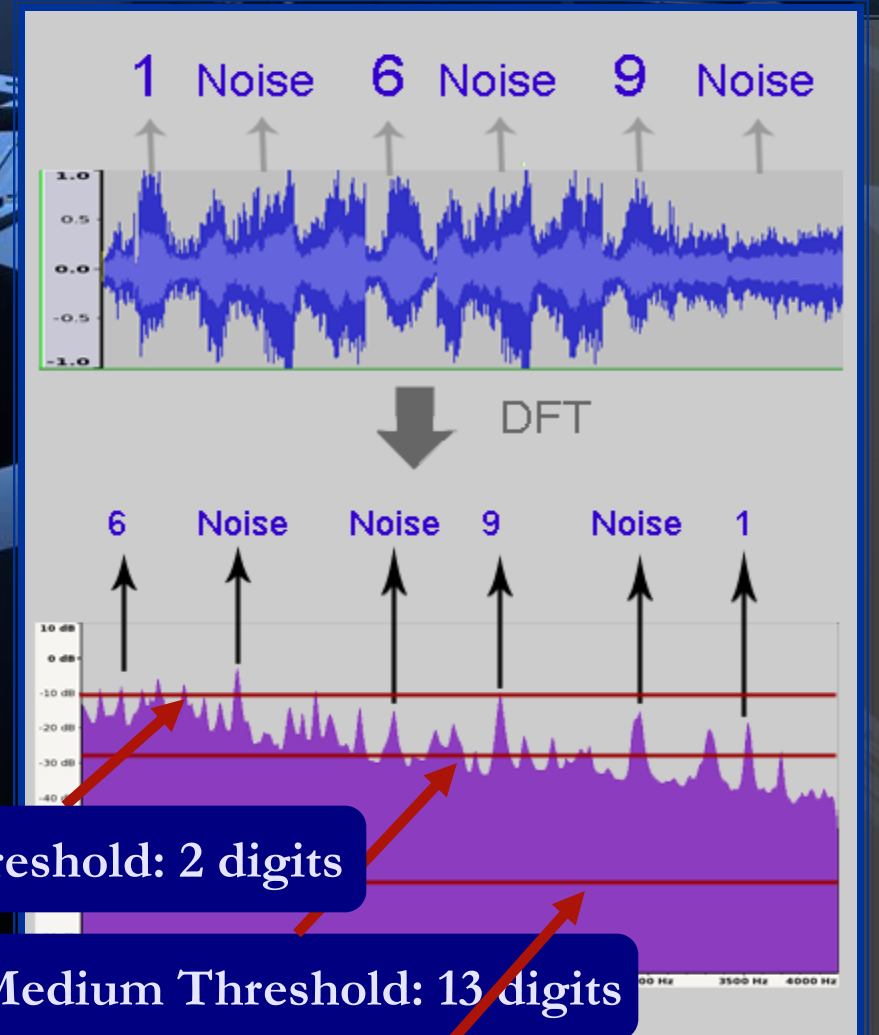 1 Noise 6 Noise 9 Noise
1.0
0.5
0.0
-0.5
-1.0
DFT
6 Noise Noise 9 Noise 1
10 dB
0 dB
-10 dB
-20 dB
-30 dB
-40
reshold: 2 digits
Medium Threshold: 13 digits
00 Hz 3500 Hz 4000 Hz